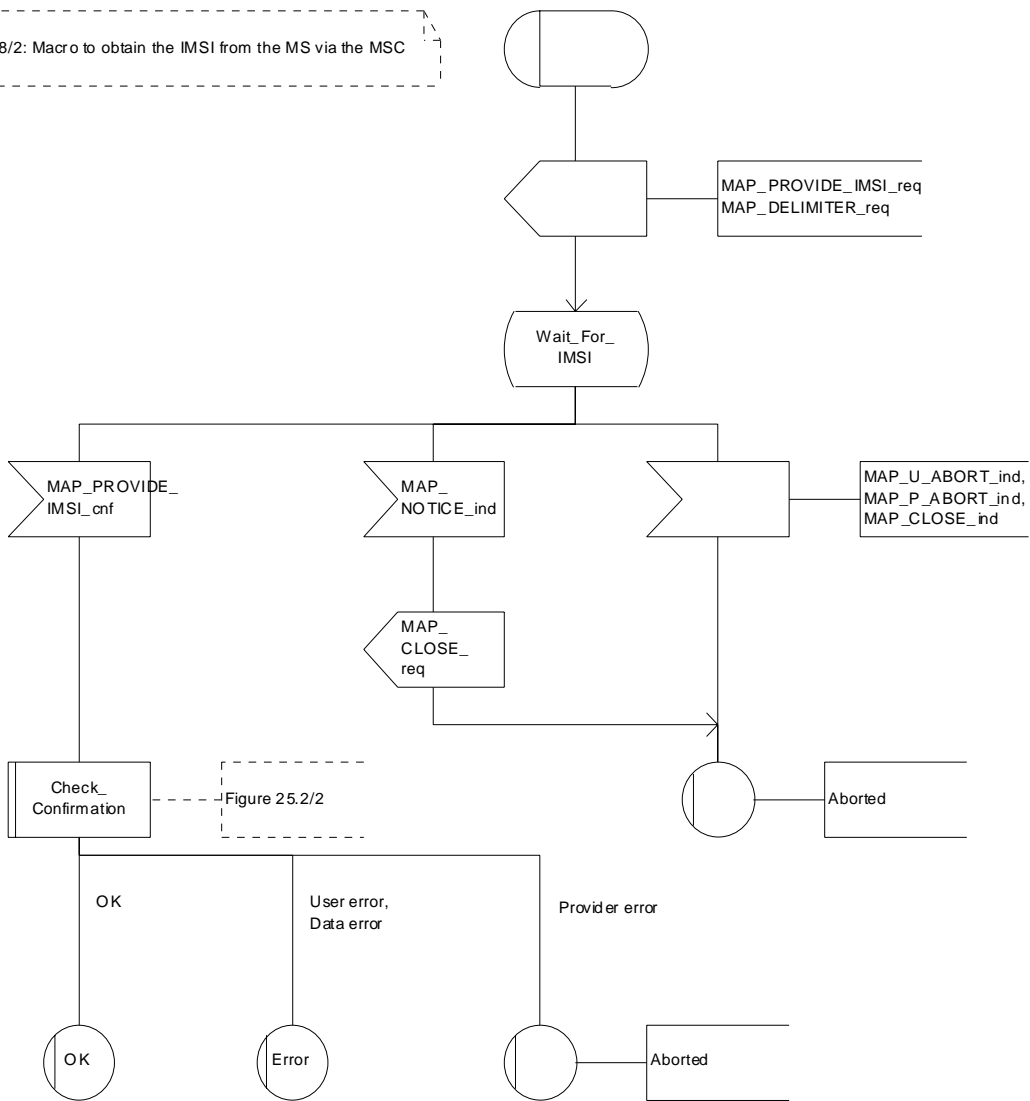 8/2: Macro to obtain the IMSI from the MS via the MSC
MAP_PROVIDE_IMSI_req
MAP_DELIMITER_req
Wait_For_
IMSI
MAP_PROVIDE_
IMSI_cnf
MAP_
NOTICE_ind
MAP_U_ABORT_ind,
MAP_P_ABORT_ind,
MAP_CLOSE_ind
MAP_
CLOSE_
req
Check_
Confirmation
Figure 25.2/2
Aborted
OK
User error,
Data error
Provider error
OK
Error
Aborted